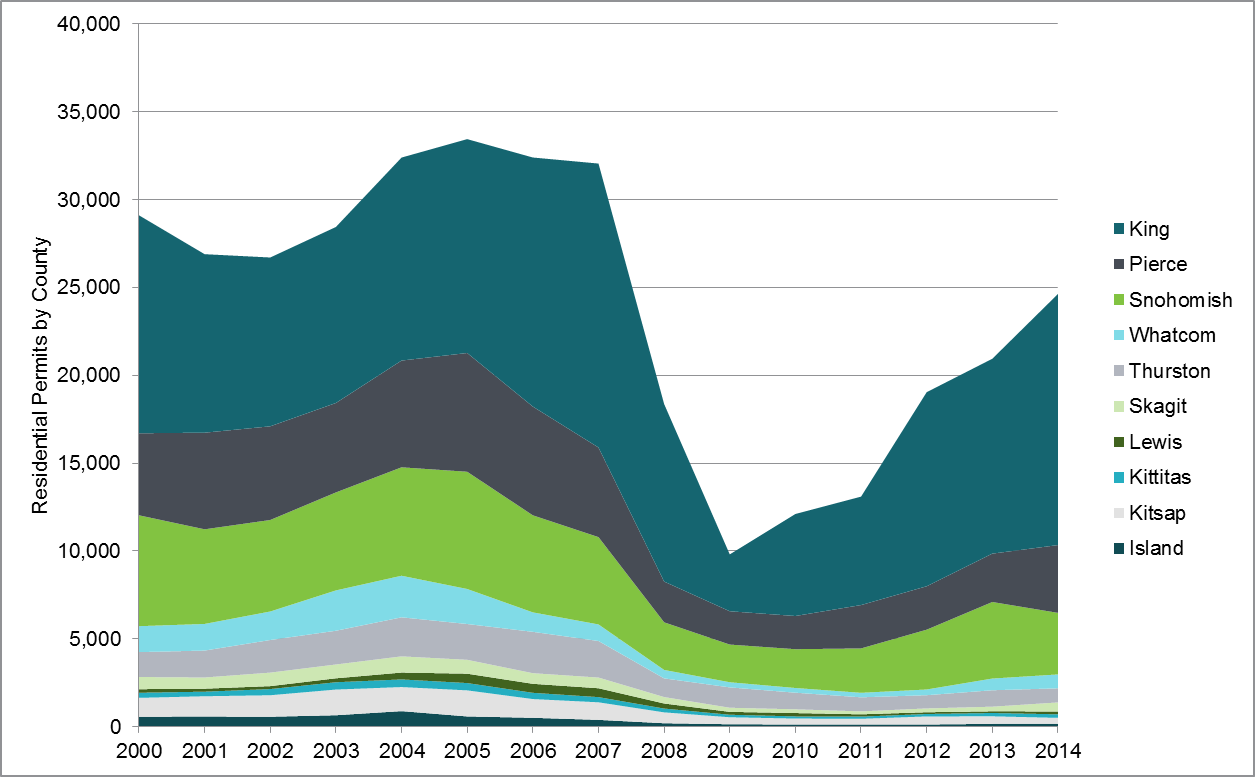 40,000
35,000
30,000
25,000
20,000
15,000
10,000
5,000
0
Residential Permits by County
2000 2001 2002 2003 2004 2005 2006 2007 2008 2009 2010 2011 2012 2013 2014
King
Pierce
Snohomish
Whatcom
Thurston
Skagit
Lewis
Kittitas
Kitsap
Island